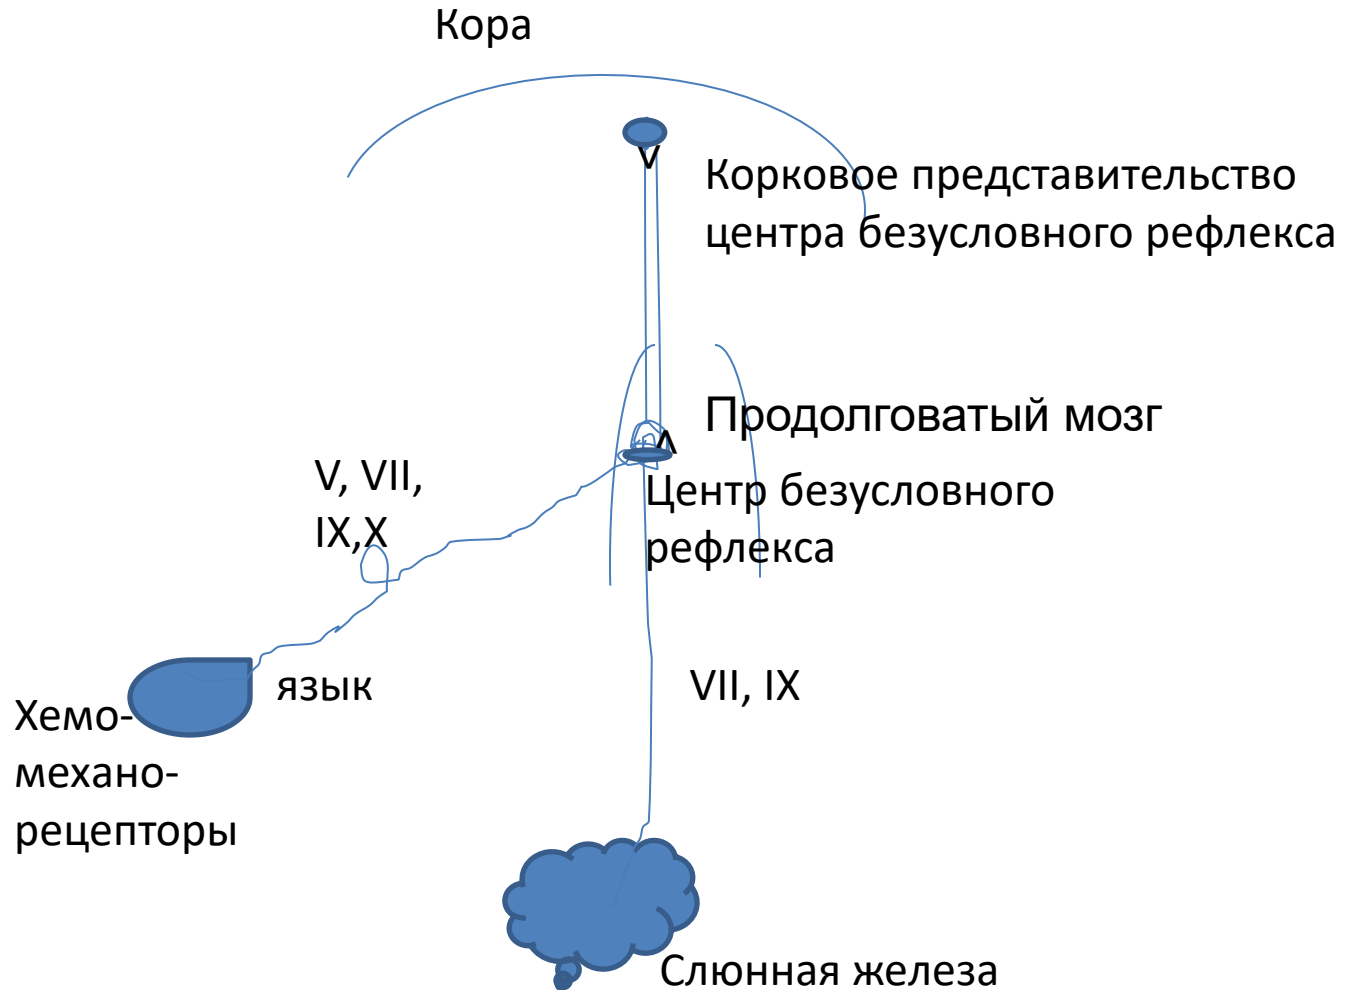 Кора
Корковое представительство
центра безусловного рефлекса
Продолговатый мозг
V, VII,
IX,X
Центр безусловного
рефлекса
язык
VII, IX
Хемо-
механо-
рецепторы
Слюнная железа